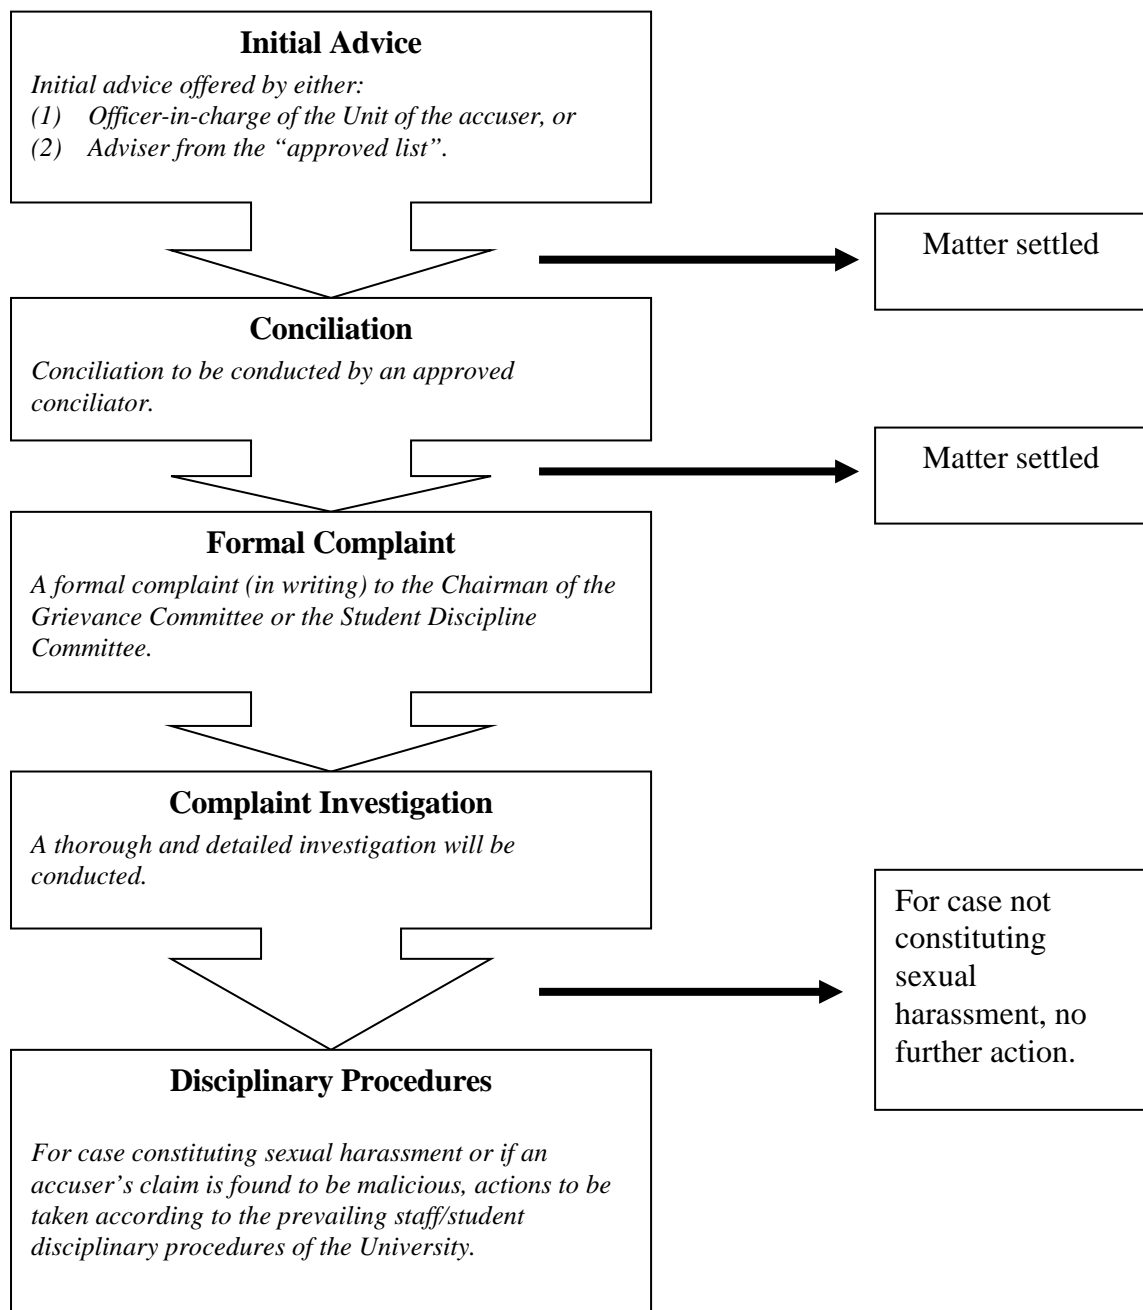 Initial Advice
Initial advice offered by either:
(1) Officer-in-charge of the Unit of the accuser, or
(2) Adviser from the “approved list”.
Matter settled
Conciliation
Conciliation to be conducted by an approved
conciliator.
Matter settled
Formal Complaint
A formal complaint (in writing) to the Chairman of the
Grievance Committee or the Student Discipline
Committee.
Complaint Investigation
A thorough and detailed investigation will be
conducted.
For case not
constituting
sexual
harassment, no
further action.
Disciplinary Procedures
For case constituting sexual harassment or if an
accuser’s claim is found to be malicious, actions to be
taken according to the prevailing staff/student
disciplinary procedures of the University.